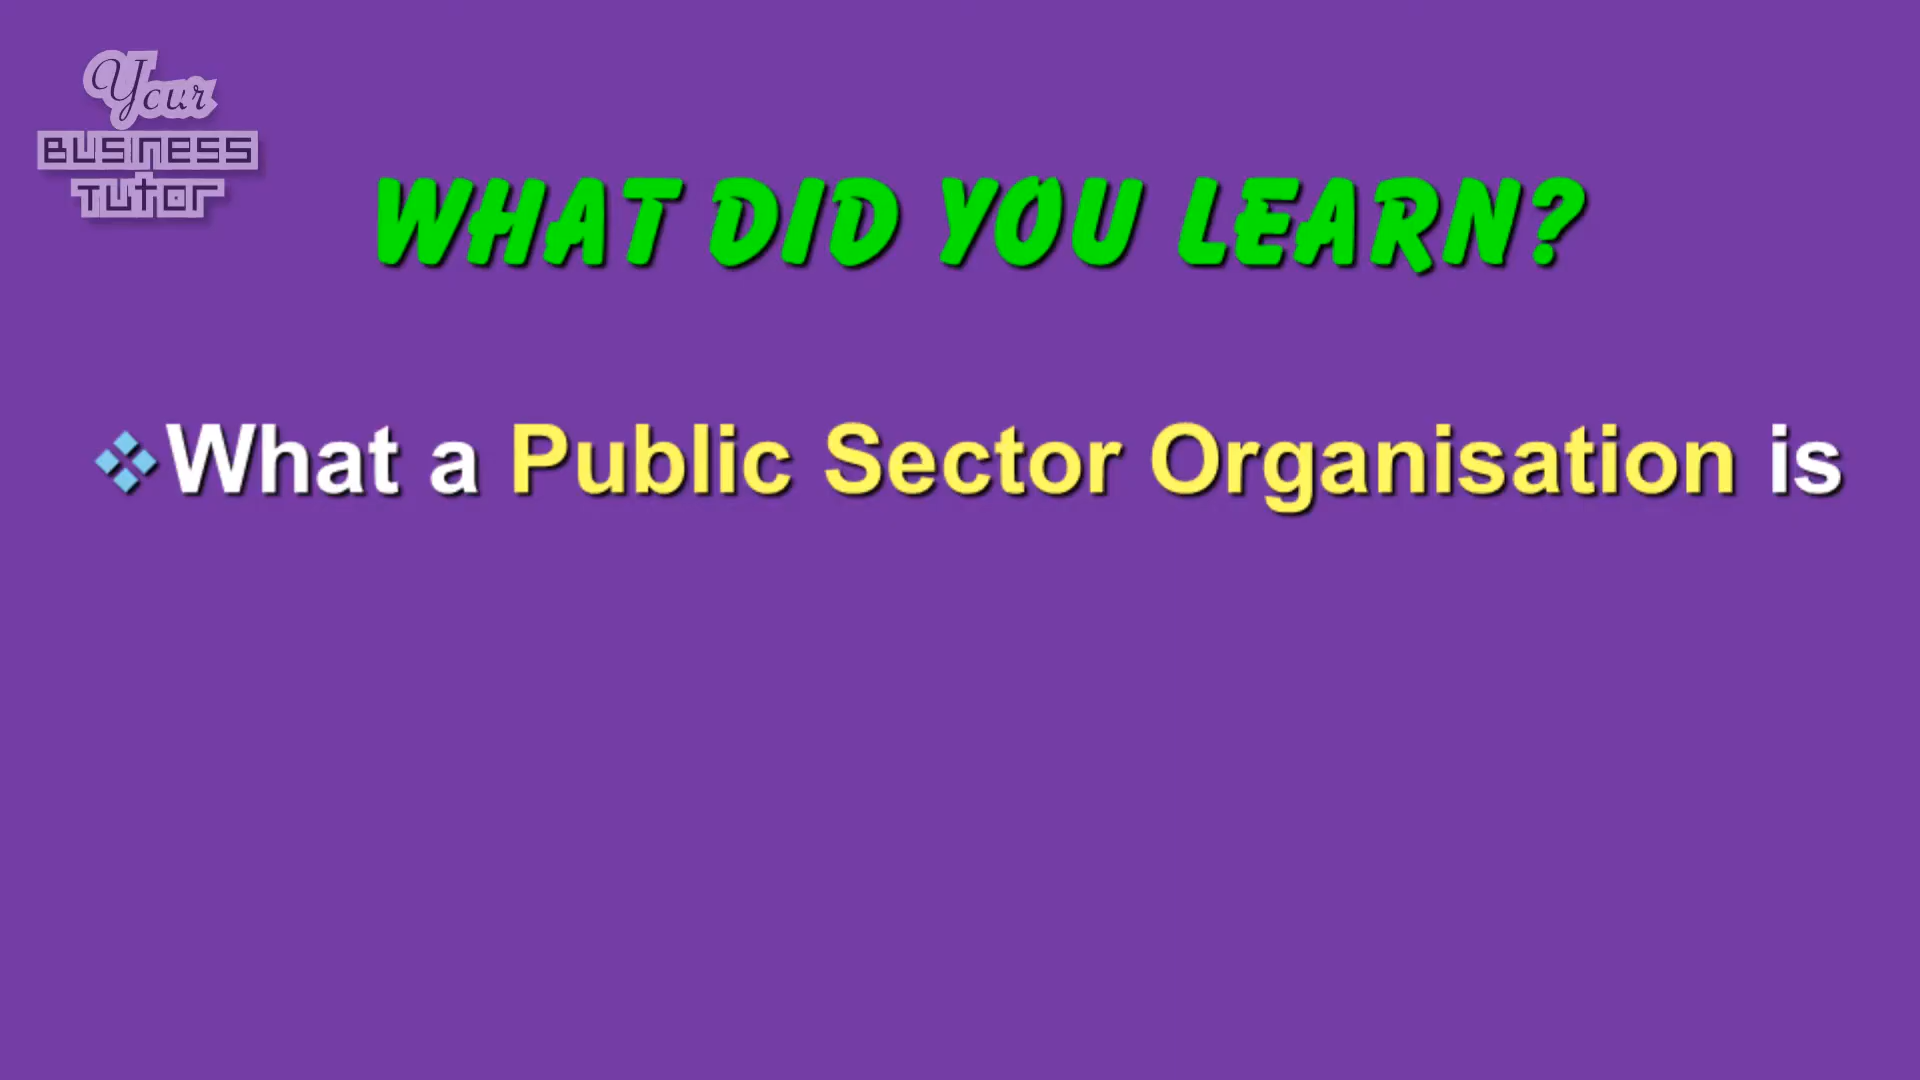 Your
BUSINESS
TUTOR
WHAT DID YOU LEARN?
What a Public Sector Organisation is